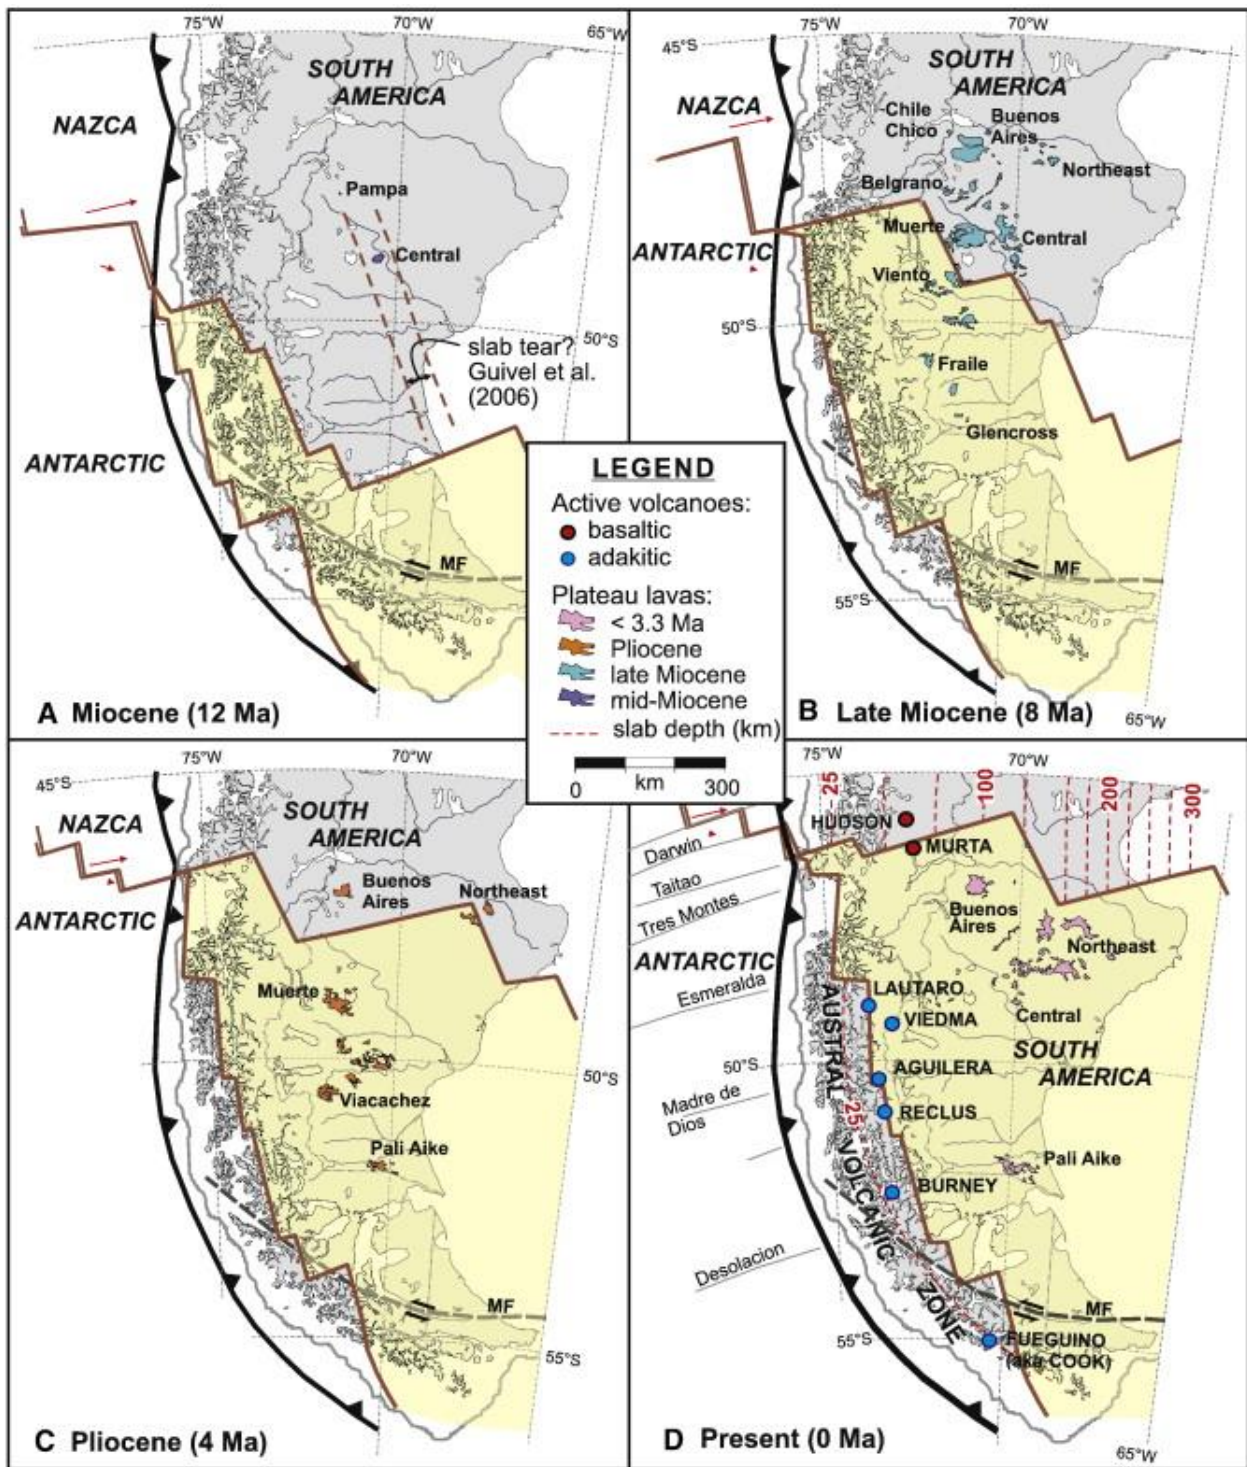 75°W
70°W
65°W
SOUTH
AMERICA
NAZCA
75°W
Pampa
Central
50°S
slab tear?
Guivel et al.
(2006)
ANTARCTIC
MF
A Miocene (12 Ma)
75°W
70°W
45°S
SOUTH
AMERICA
NAZCA
Chile
Chico
Buenos
Aires
Northeast
Belgrano
Muerte
Central
ANTARCTIC
Viento
50°S
Fraile
Glencross
MF
55°S
B Late Miocene (8 Ma)
65°W
LEGEND
Active volcanoes:
basaltic
adakitic
Plateau lavas:
< 3.3 Ma
Pliocene
late Miocene
mid-Miocene
slab depth (km)
0 km 300
75°W
70°W
45°S
NAZCA
SOUTH
AMERICA
Buenos
Aires
Northeast
ANTARCTIC
Muerte
50°S
Viacachez
Pali Aike
MF
55°S
C Pliocene (4 Ma)
75°W
70°W
25
100
200
300
HUDSON
MURTA
Darwin
Taitao
Tres Montes
Buenos
Aires
Northeast
ANTARCTIC
Esmeralda
LAUTARO
VIEDMA
Central
SOUTH
AMERICA
50°S
AGUILERA
Madre de
Dios
25
RECLUS
Pali Aike
BURNEY
AUSTRAL VOLCANIC ZONE
Desolacion
MF
55°S
FUEGUINO
(aka COOK)
D Present (0 Ma)
65°W